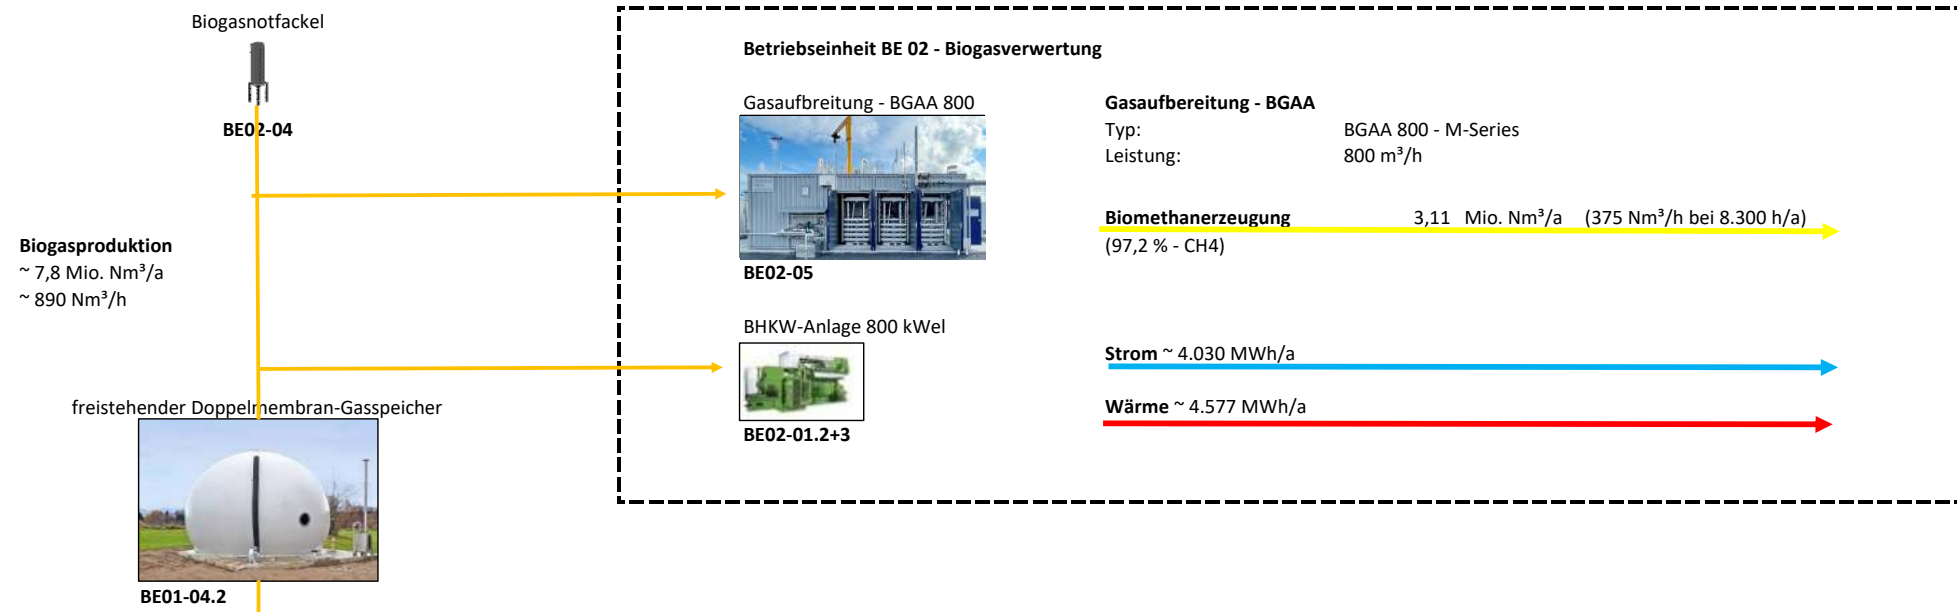 Biogasnotfackel
BE02-04
Biogasproduktion
~ 7,8 Mio. Nm³/a
~ 890 Nm³/h
freistehender Doppelmembran-Gasspeicher
BE01-04.2
Betriebseinheit BE 02 - Biogasverwertung
Gasaufbreitung - BGAA 800
BE02-05
Gasaufbereitung - BGAA
Typ: BGAA 800 - M-Series
Leistung: 800 m³/h
Biomethanerzeugung 3,11 Mio. Nm³/a (375 Nm³/h bei 8.300 h/a)
(97,2 % - CH4)
BHKW-Anlage 800 kWel
BE02-01.2+3
Strom ~ 4.030 MWh/a
Wärme ~ 4.577 MWh/a